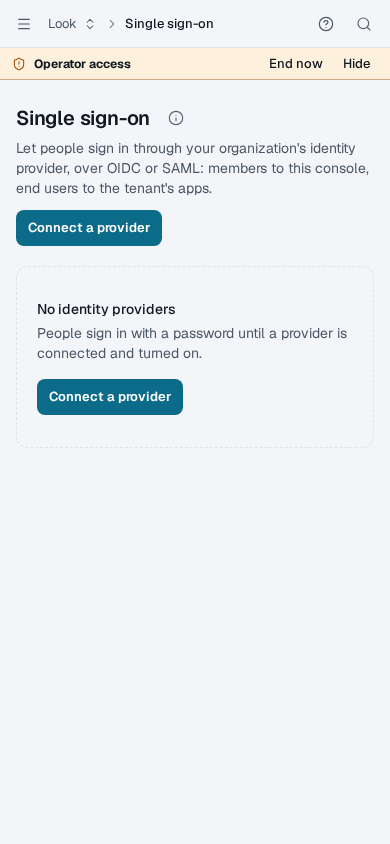 Look
Single sign-on
Operator access
End now
Hide
Single sign-on
Let people sign in through your organization's identity
provider, over OIDC or SAML: members to this console,
end users to the tenant's apps.
Connect a provider
No identity providers
People sign in with a password until a provider is
connected and turned on.
Connect a provider